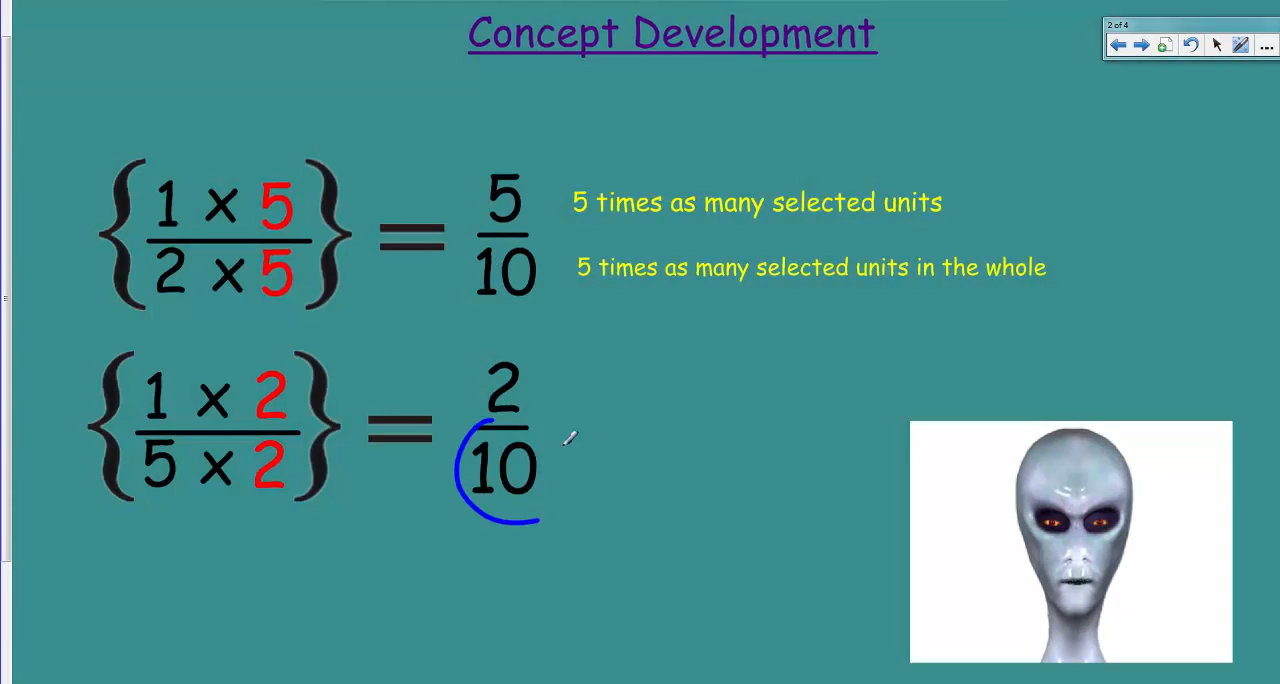 Concept Development
2 of 4
{1 x 5 / 2 x 5} = 5/10
5 times as many selected units
5 times as many selected units in the whole
{1 x 2 / 5 x 2} = 2/10